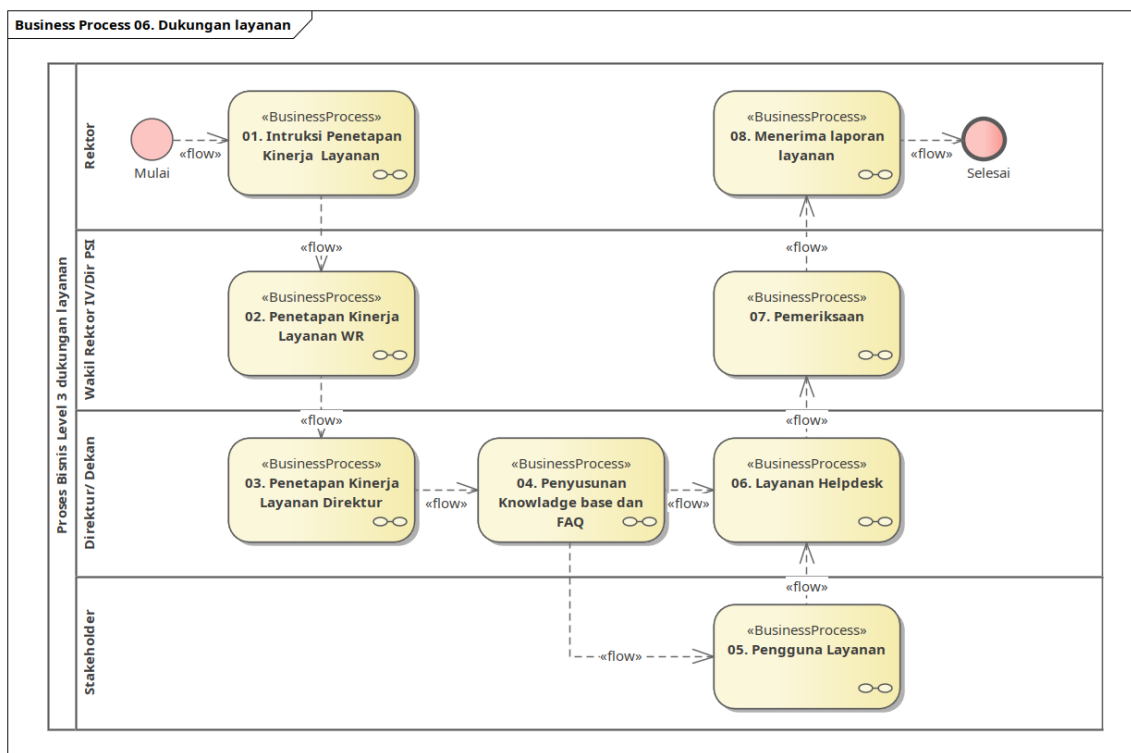 Business Process 06. Dukungan layanan
Proses Bisnis Level 3 dukungan layanan
Rektor
Mulai
«flow»
«BusinessProcess»
01. Intruksi Penetapan
Kinerja Layanan
«BusinessProcess»
08. Menerima laporan
layanan
«flow»
Selesai
«flow»
«flow»
Wakil Rektor IV/Dir PSI
«BusinessProcess»
02. Penetapan Kinerja
Layanan WR
«BusinessProcess»
07. Pemeriksaan
«flow»
«flow»
Direktur/ Dekan
«BusinessProcess»
03. Penetapan Kinerja
Layanan Direktur
«flow»
«BusinessProcess»
04. Penyusunan
Knowladge base dan
FAQ
«flow»
«BusinessProcess»
06. Layanan Helpdesk
«flow»
Stakeholder
«flow»
«BusinessProcess»
05. Pengguna Layanan